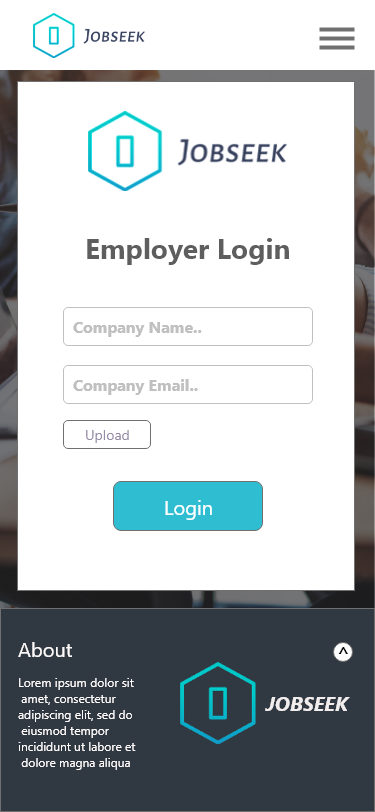 JOBSEEK
JOBSEEK
Employer Login
Company Name..
Company Email..
Upload
Login
About
Lorem ipsum dolor sit
amet, consectetur
adipiscing elit, sed do
eiusmod tempor
incididunt ut labore et
dolore magna aliqua
JOBSEEK